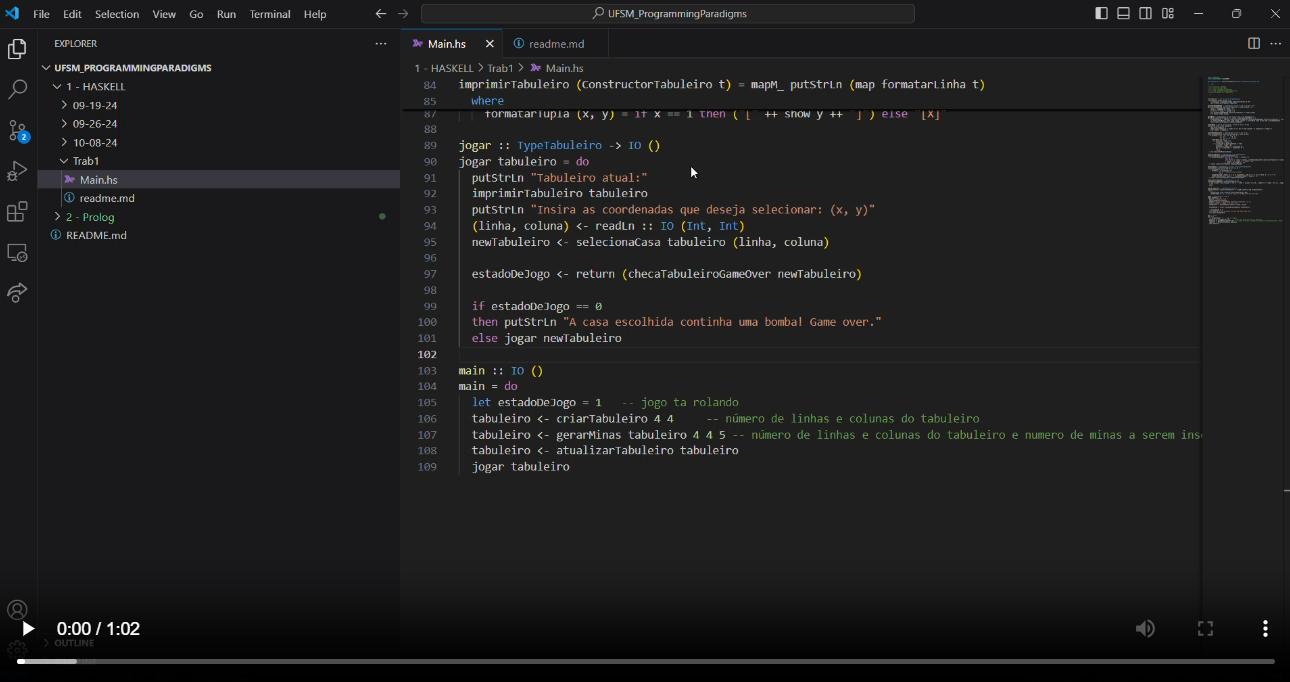 File Edit Selection View Go Run Terminal Help
UFSM_ProgrammingParadigms
EXPLORER
UFSM_PROGRAMMINGPARADIGMS
1 - HASKELL
09-19-24
09-26-24
2
10-08-24
Trab1
Main.hs
readme.md
2 - Prolog
README.md
OUTLINE
Main.hs
readme.md
1 - HASKELL > Trab1 > Main.hs
84 imprimirTabuleiro (ConstructorTabuleiro t) = mapM_ putStrLn (map formatarLinha t)
85 where
87 formatarTupla (x, y) = if x == 1 then ("[" ++ show y ++ "]") else "[X]"
88
89 jogar :: TypeTabuleiro -> IO ()
90 jogar tabuleiro = do
91 putStrLn "Tabuleiro atual:"
92 imprimirTabuleiro tabuleiro
93 putStrLn "Insira as coordenadas que deseja selecionar: (x, y)"
94 (linha, coluna) <- readLn :: IO (Int, Int)
95 newTabuleiro <- selecionaCasa tabuleiro (linha, coluna)
96
97 estadoDeJogo <- return (checaTabuleiroGameOver newTabuleiro)
98
99 if estadoDeJogo == 0
100 then putStrLn "A casa escolhida continha uma bomba! Game over."
101 else jogar newTabuleiro
102
103 main :: IO ()
104 main = do
105 let estadoDeJogo = 1 -- jogo ta rolando
106 tabuleiro <- criarTabuleiro 4 4 -- número de linhas e colunas do tabuleiro
107 tabuleiro <- gerarMinas tabuleiro 4 4 5 -- número de linhas e colunas do tabuleiro e numero de minas a serem ins
108 tabuleiro <- atualizarTabuleiro tabuleiro
109 jogar tabuleiro
0:00 / 1:02